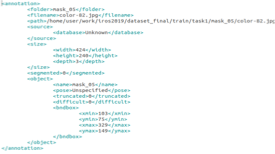 <annotation>
<folder>mask_05</folder>
<filename>color-02.jpg</filename>
<path>/home/user/work/iros2019/dataset_final/train/task1/mask_05/color-02.jpg
<source>
<database>Unknown</database>
</source>
<size>
<width>424</width>
<height>240</height>
<depth>3</depth>
</size>
<segmented>0</segmented>
<object>
<name>mask_05</name>
<pose>Unspecified</pose>
<truncated>0</truncated>
<difficult>0</difficult>
<bndbox>
<xmin>103</xmin>
<ymin>75</ymin>
<xmax>329</xmax>
<ymax>149</ymax>
</bndbox>
</object>
</annotation>